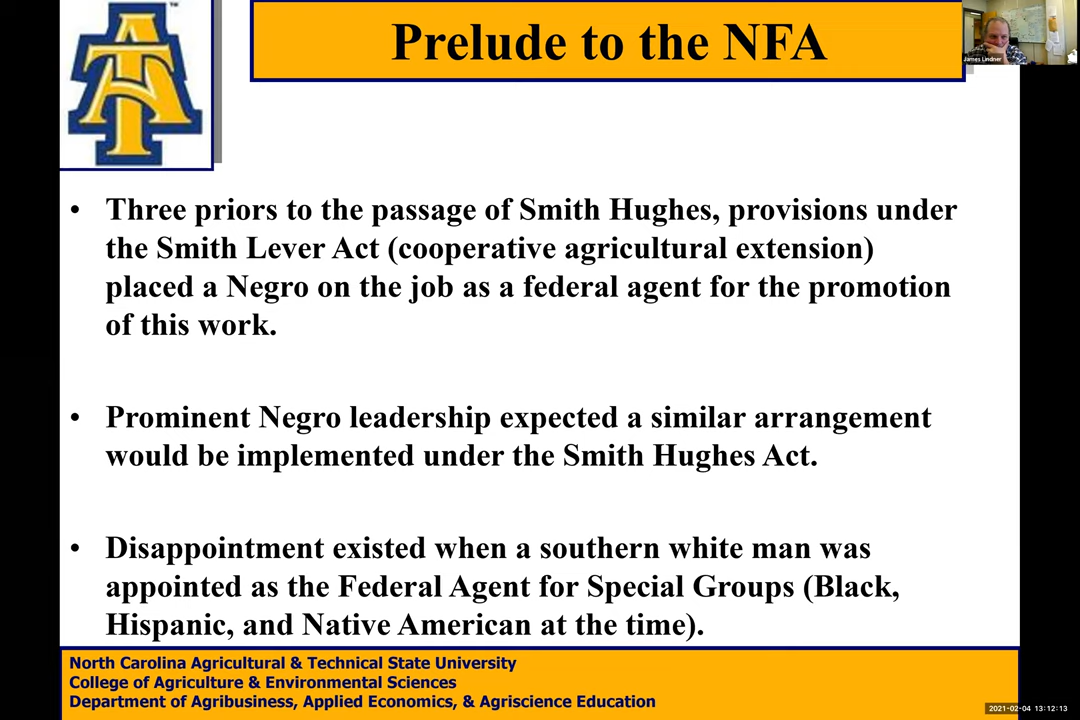 Prelude to the NFA
James Lindner
• Three priors to the passage of Smith Hughes, provisions under
the Smith Lever Act (cooperative agricultural extension)
placed a Negro on the job as a federal agent for the promotion
of this work.
• Prominent Negro leadership expected a similar arrangement
would be implemented under the Smith Hughes Act.
• Disappointment existed when a southern white man was
appointed as the Federal Agent for Special Groups (Black,
Hispanic, and Native American at the time).
North Carolina Agricultural & Technical State University
College of Agriculture & Environmental Sciences
Department of Agribusiness, Applied Economics, & Agriscience Education
2021-02-04 13:12:13